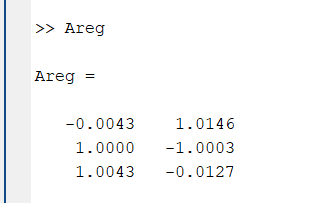 >> Areg
Areg =
-0.0043 1.0146
1.0000 -1.0003
1.0043 -0.0127